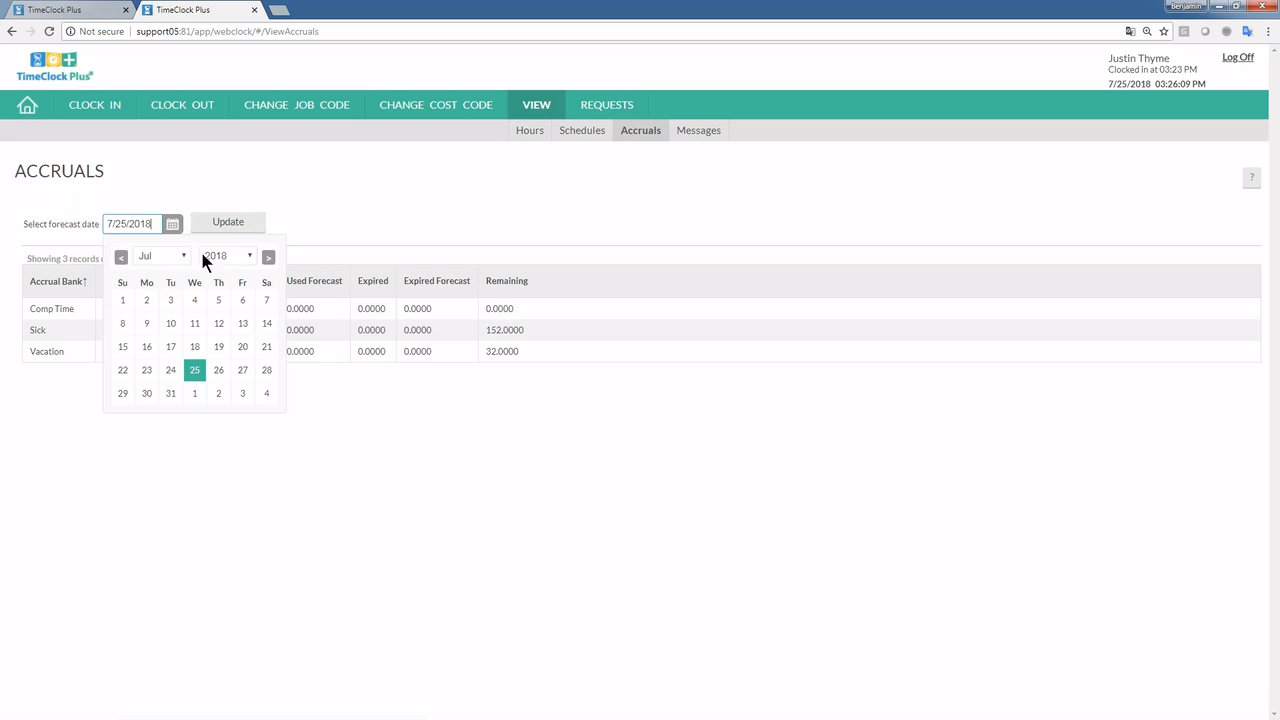 TimeClock Plus × TimeClock Plus × Benjamin
Not secure support05:81/app/webclock/#/ViewAccruals
TimeClock Plus
Justin Thyme Log Off
Clocked in at 03:23 PM
7/25/2018 03:26:09 PM
CLOCK IN CLOCK OUT CHANGE JOB CODE CHANGE COST CODE VIEW REQUESTS
Hours Schedules Accruals Messages
ACCRUALS
?
Select forecast date 7/25/2018 Update
< Jul 2018 >
Showing 3 records
Accrual Bank↑ Used Forecast Expired Expired Forecast Remaining
Su Mo Tu We Th Fr Sa
1 2 3 4 5 6 7
Comp Time 0.0000 0.0000 0.0000 0.0000
8 9 10 11 12 13 14
Sick 0.0000 0.0000 0.0000 152.0000
15 16 17 18 19 20 21
Vacation 0.0000 0.0000 0.0000 32.0000
22 23 24 25 26 27 28
29 30 31 1 2 3 4